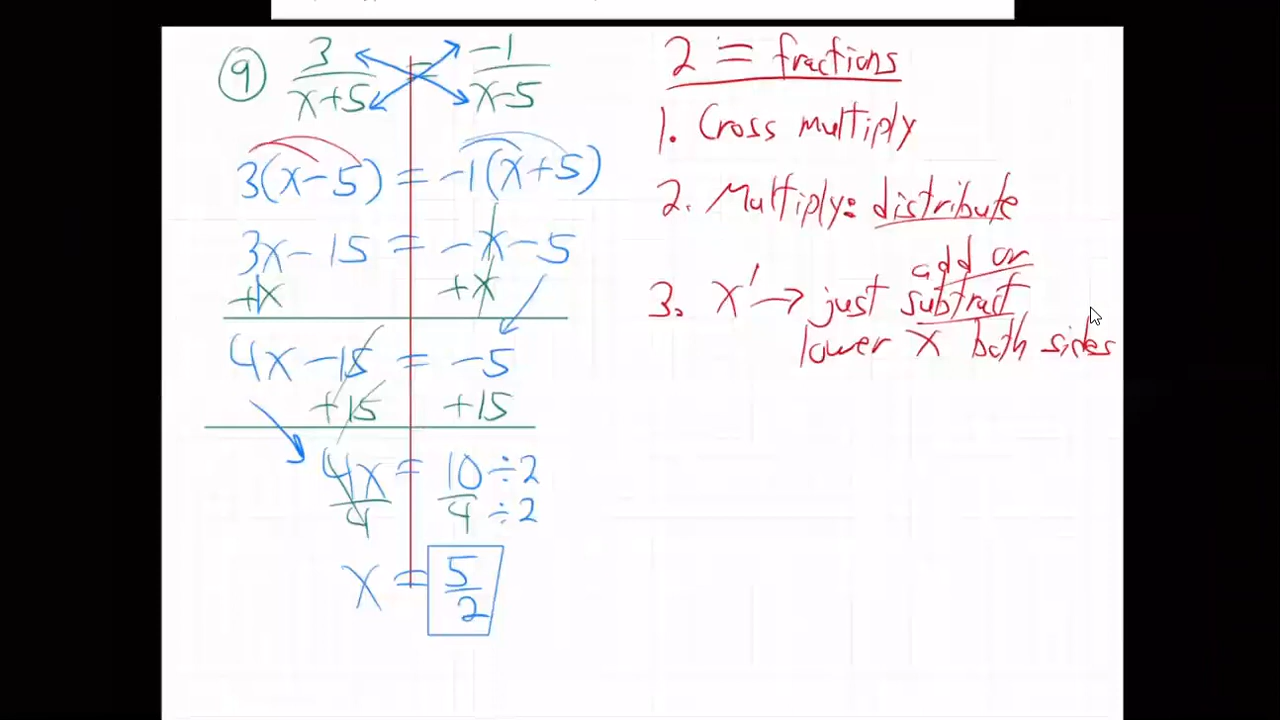 9 3/(x+5) = -1/(x-5)
3(x-5) = -1(x+5)
3x-15 = -x-5
+1x +x
4x-15 = -5
+15 +15
4x = 10÷2
4 4 ÷2
x = 5/2
2 = fractions
1. Cross multiply
2. Multiply: distribute
add or
3. x' → just subtract
lower x both sides